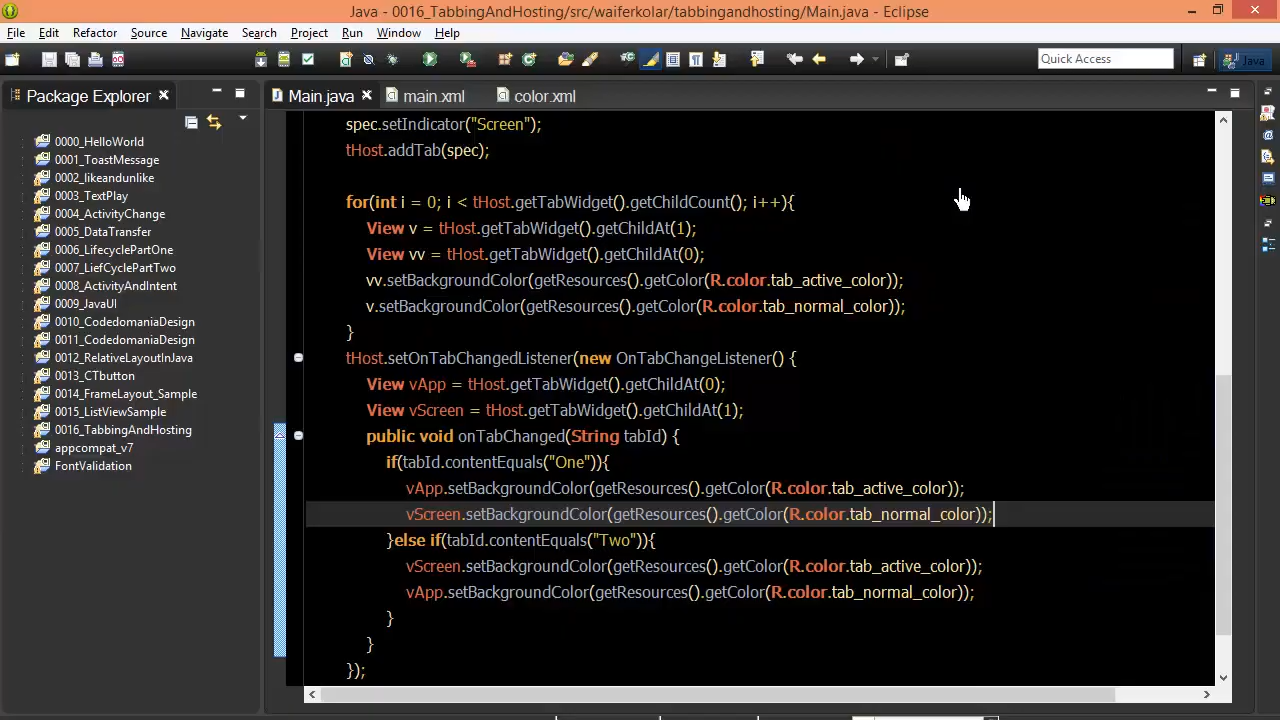 Java - 0016_TabbingAndHosting/src/waiferkolar/tabbingandhosting/Main.java - Eclipse
File Edit Refactor Source Navigate Search Project Run Window Help
Quick Access
Java
Package Explorer
Main.java
main.xml
color.xml
0000_HelloWorld
0001_ToastMessage
0002_likeandunlike
0003_TextPlay
0004_ActivityChange
0005_DataTransfer
0006_LifecyclePartOne
0007_LiefCyclePartTwo
0008_ActivityAndIntent
0009_JavaUI
0010_CodedomaniaDesign
0011_CodedomaniaDesign
0012_RelativeLayoutInJava
0013_CTbutton
0014_FrameLayout_Sample
0015_ListViewSample
0016_TabbingAndHosting
appcompat_v7
FontValidation
spec.setIndicator("Screen");
tHost.addTab(spec);
for(int i = 0; i < tHost.getTabWidget().getChildCount(); i++){
View v = tHost.getTabWidget().getChildAt(1);
View vv = tHost.getTabWidget().getChildAt(0);
vv.setBackgroundColor(getResources().getColor(R.color.tab_active_color));
v.setBackgroundColor(getResources().getColor(R.color.tab_normal_color));
}
tHost.setOnTabChangedListener(new OnTabChangeListener() {
View vApp = tHost.getTabWidget().getChildAt(0);
View vScreen = tHost.getTabWidget().getChildAt(1);
public void onTabChanged(String tabId) {
if(tabId.contentEquals("One")){
vApp.setBackgroundColor(getResources().getColor(R.color.tab_active_color));
vScreen.setBackgroundColor(getResources().getColor(R.color.tab_normal_color));
}else if(tabId.contentEquals("Two")){
vScreen.setBackgroundColor(getResources().getColor(R.color.tab_active_color));
vApp.setBackgroundColor(getResources().getColor(R.color.tab_normal_color));
}
}
});